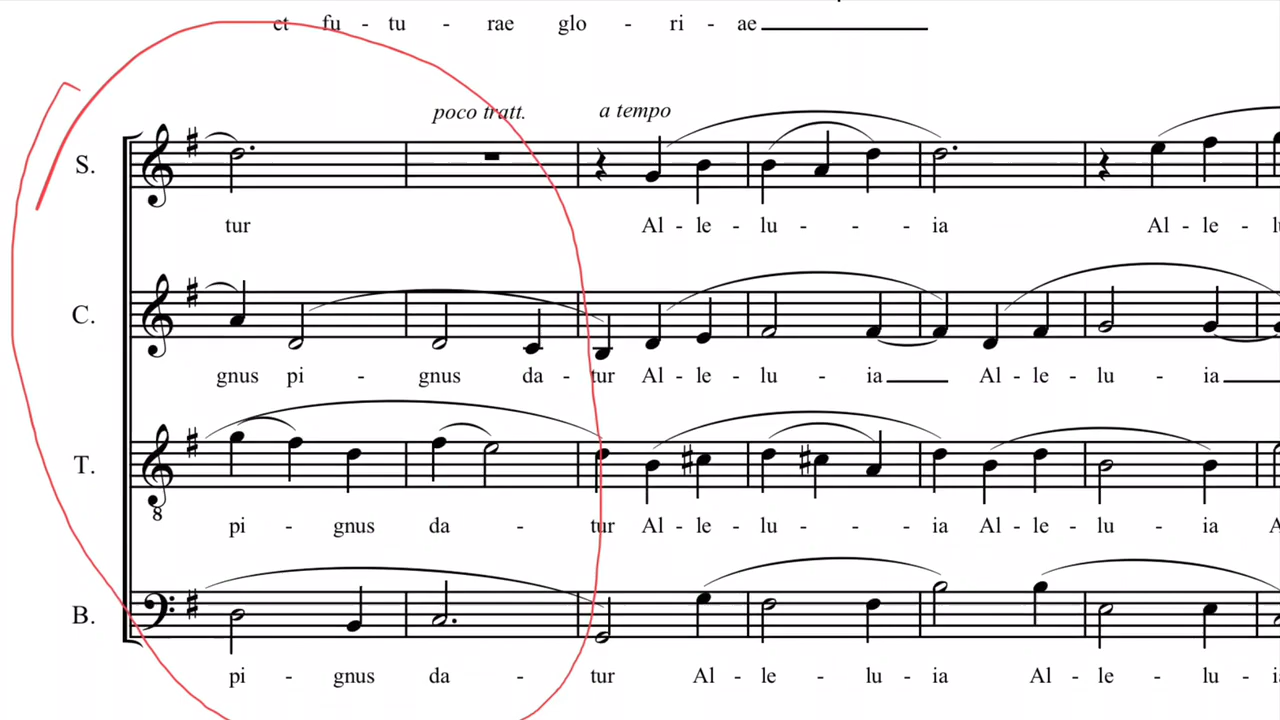 et fu - tu - rae glo - ri - ae
poco tratt. a tempo
S.
tur Al - le - lu - - - ia Al - le -
C.
gnus pi - gnus da - tur Al - le - lu - ia Al - le - lu - ia
T.
8
pi - gnus da - tur Al - le - lu - - - ia Al - le - lu - ia A
B.
pi - gnus da - tur Al - le - lu - ia Al - le - lu -